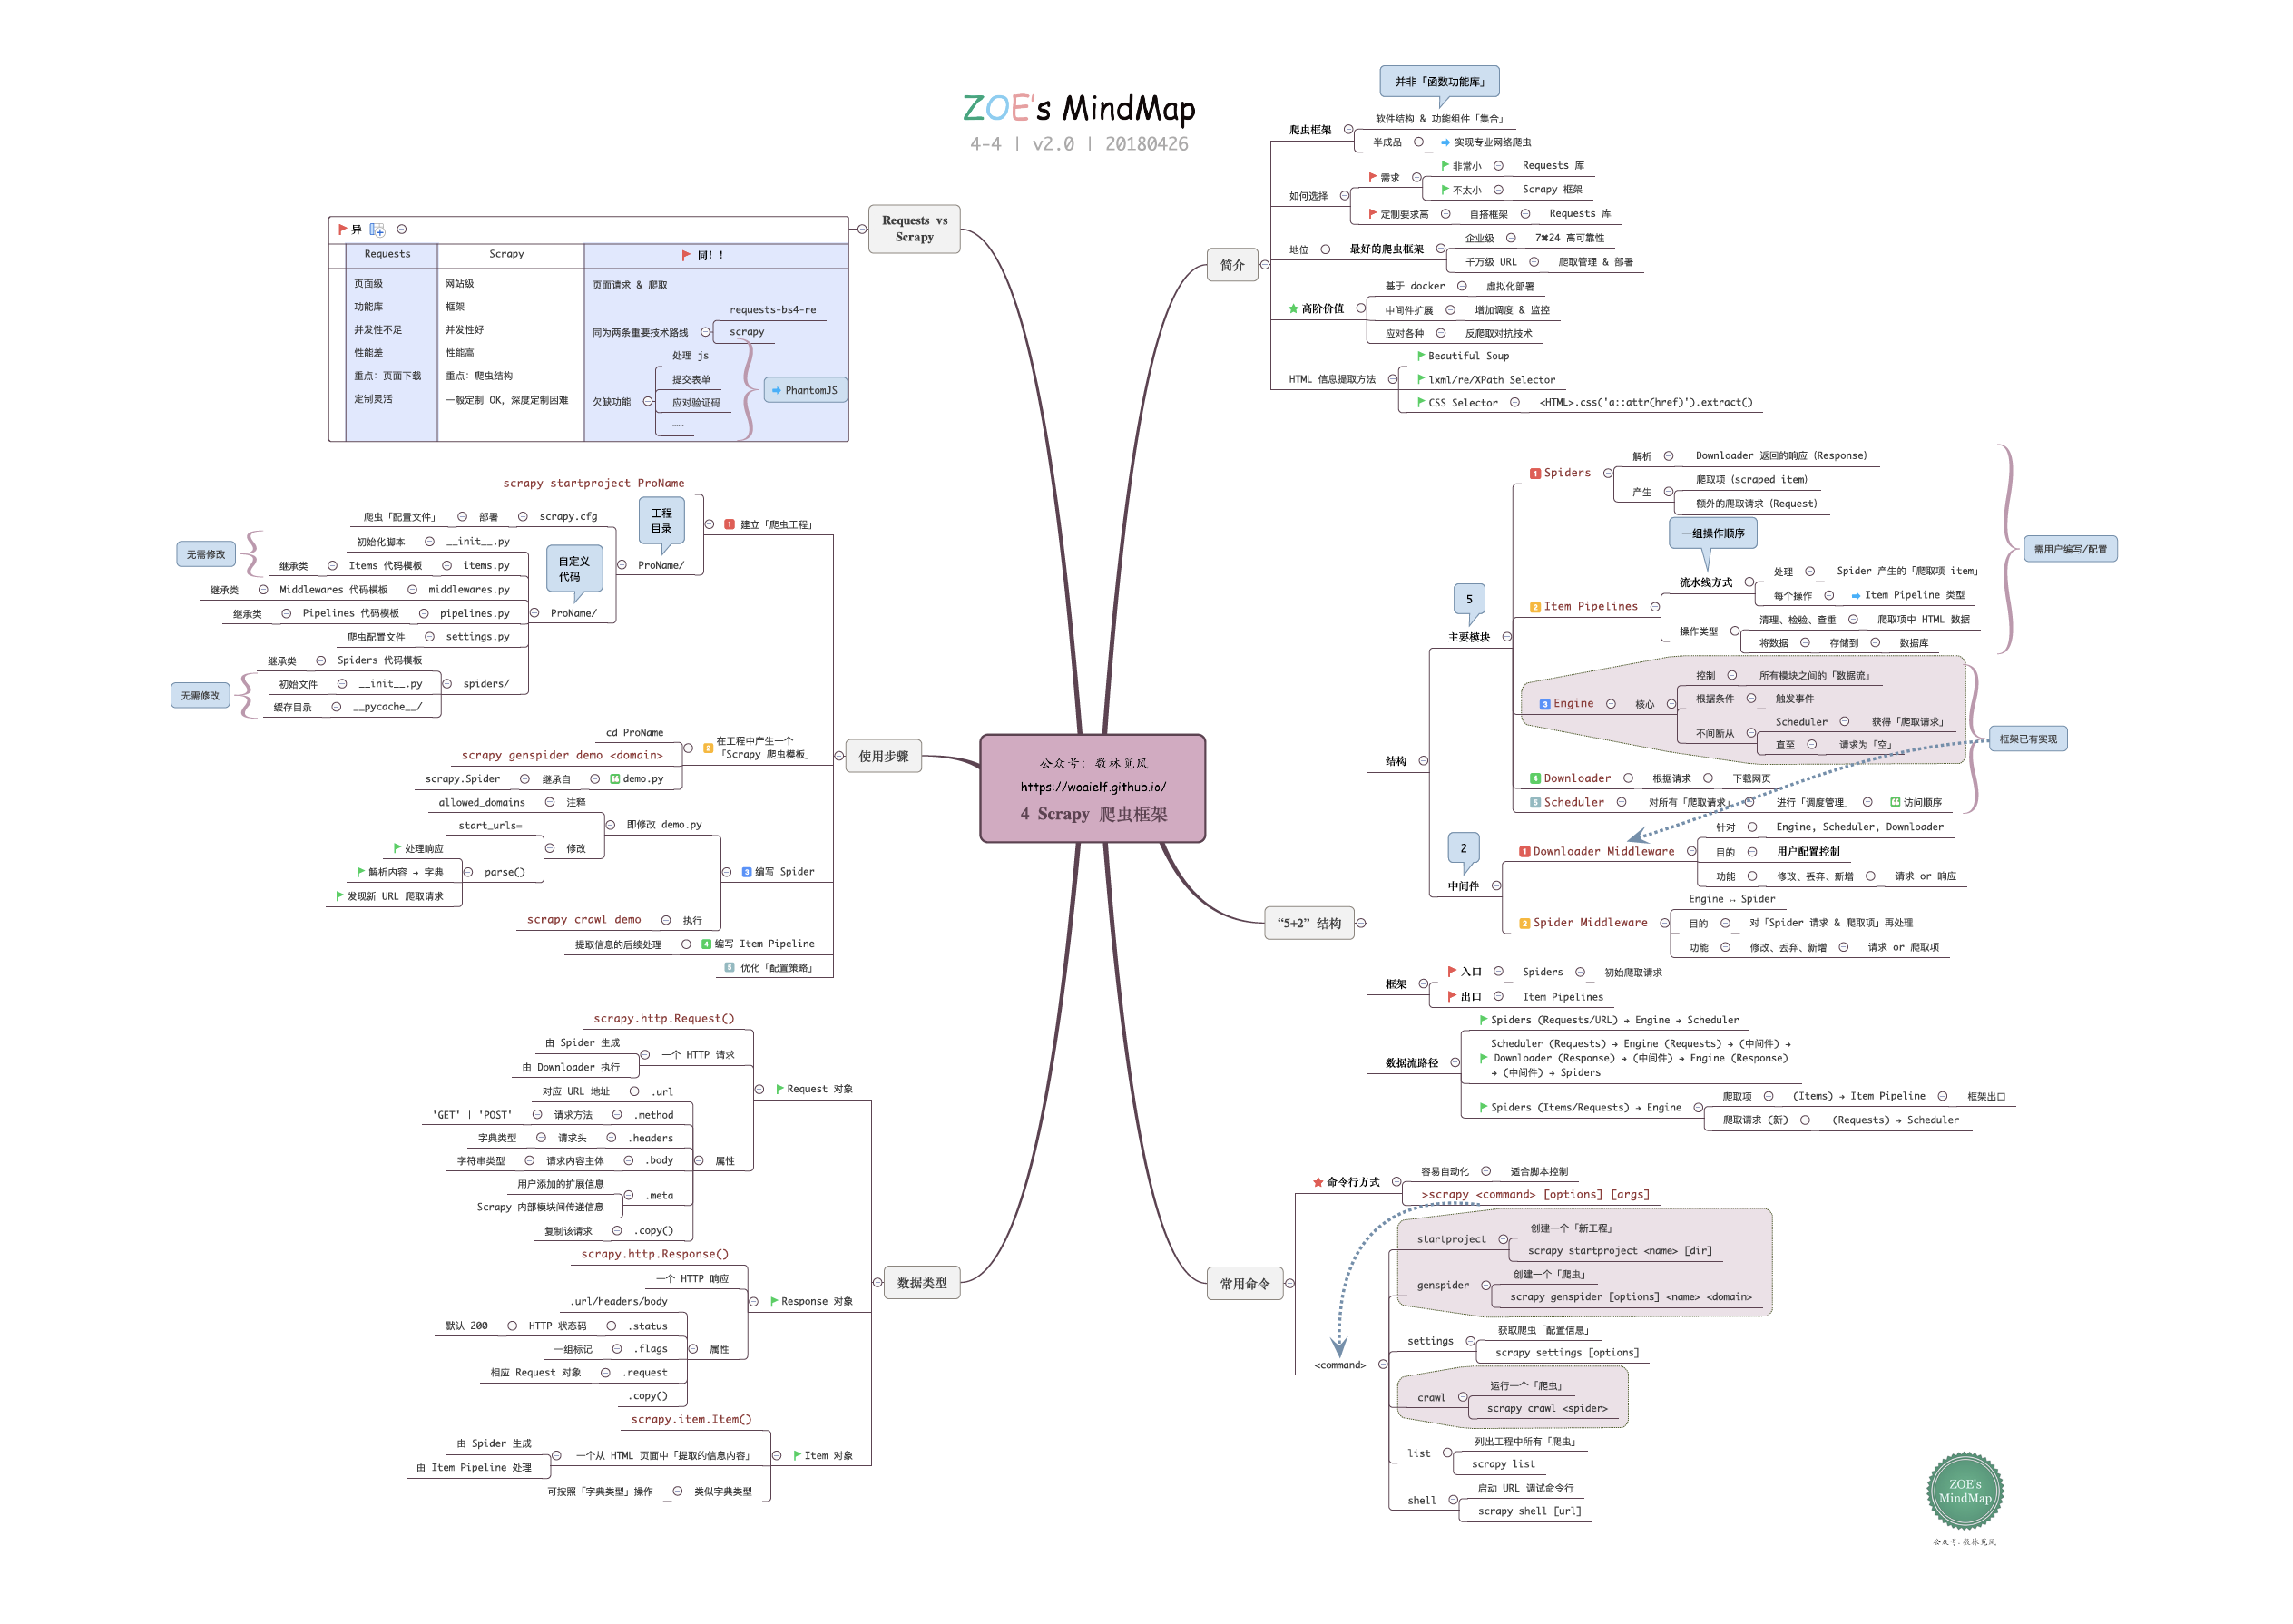 ZOE's MindMap
4-4 | v2.0 | 20180426
公众号: 数林觅风
https://woaielf.github.io/
4 Scrapy 爬虫框架
简介
爬虫框架
并非「函数功能库」
软件结构 & 功能组件「集合」
半成品
实现专业网络爬虫
如何选择
需求
非常小
Requests 库
不太小
Scrapy 框架
定制要求高
自搭框架
Requests 库
地位
最好的爬虫框架
企业级
7✖24 高可靠性
千万级 URL
爬取管理 & 部署
高阶价值
基于 docker
虚拟化部署
中间件扩展
增加调度 & 监控
应对各种
反爬取对抗技术
HTML 信息提取方法
Beautiful Soup
lxml/re/XPath Selector
CSS Selector
<HTML>.css('a::attr(href)').extract()
“5+2” 结构
结构
5
主要模块
1 Spiders
解析
Downloader 返回的响应（Response）
产生
爬取项（scraped item）
额外的爬取请求（Request）
2 Item Pipelines
一组操作顺序
流水线方式
处理
Spider 产生的「爬取项 item」
每个操作
Item Pipeline 类型
操作类型
清理、检验、查重
爬取项中 HTML 数据
将数据
存储到
数据库
需用户编写/配置
3 Engine
核心
控制
所有模块之间的「数据流」
根据条件
触发事件
不间断从
Scheduler
获得「爬取请求」
直至
请求为「空」
4 Downloader
根据请求
下载网页
5 Scheduler
对所有「爬取请求」
进行「调度管理」
访问顺序
框架已有实现
2
中间件
1 Downloader Middleware
针对
Engine, Scheduler, Downloader
目的
用户配置控制
功能
修改、丢弃、新增
请求 or 响应
2 Spider Middleware
Engine ↔ Spider
目的
对「Spider 请求 & 爬取项」再处理
功能
修改、丢弃、新增
请求 or 爬取项
框架
入口
Spiders
初始爬取请求
出口
Item Pipelines
数据流路径
Spiders (Requests/URL) → Engine → Scheduler
Scheduler (Requests) → Engine (Requests) → (中间件) →
Downloader (Response) → (中间件) → Engine (Response)
→ (中间件) → Spiders
Spiders (Items/Requests) → Engine
爬取项
(Items) → Item Pipeline
框架出口
爬取请求（新）
(Requests) → Scheduler
常用命令
命令行方式
容易自动化
适合脚本控制
>scrapy <command> [options] [args]
<command>
startproject
创建一个「新工程」
scrapy startproject <name> [dir]
genspider
创建一个「爬虫」
scrapy genspider [options] <name> <domain>
settings
获取爬虫「配置信息」
scrapy settings [options]
crawl
运行一个「爬虫」
scrapy crawl <spider>
list
列出工程中所有「爬虫」
scrapy list
shell
启动 URL 调试命令行
scrapy shell [url]
Requests vs
Scrapy
异
Requests
Scrapy
同！！
页面级
网站级
功能库
框架
并发性不足
并发性好
性能差
性能高
重点：页面下载
重点：爬虫结构
定制灵活
一般定制 OK，深度定制困难
页面请求 & 爬取
同为两条重要技术路线
requests-bs4-re
scrapy
欠缺功能
处理 js
提交表单
应对验证码
……
PhantomJS
使用步骤
1 建立「爬虫工程」
scrapy startproject ProName
工程
目录
ProName/
scrapy.cfg
部署
爬虫「配置文件」
自定义
代码
ProName/
__init__.py
初始化脚本
items.py
Items 代码模板
继承类
无需修改
middlewares.py
Middlewares 代码模板
继承类
pipelines.py
Pipelines 代码模板
继承类
settings.py
爬虫配置文件
spiders/
Spiders 代码模板
继承类
__init__.py
初始文件
__pycache__/
缓存目录
无需修改
2 在工程中产生一个
「Scrapy 爬虫模板」
cd ProName
scrapy genspider demo <domain>
demo.py
继承自
scrapy.Spider
3 编写 Spider
即修改 demo.py
注释
allowed_domains
修改
start_urls=
parse()
处理响应
解析内容 → 字典
发现新 URL 爬取请求
执行
scrapy crawl demo
4 编写 Item Pipeline
提取信息的后续处理
5 优化「配置策略」
数据类型
Request 对象
scrapy.http.Request()
一个 HTTP 请求
由 Spider 生成
由 Downloader 执行
属性
.url
对应 URL 地址
.method
请求方法
'GET' | 'POST'
.headers
请求头
字典类型
.body
请求内容主体
字符串类型
.meta
用户添加的扩展信息
Scrapy 内部模块间传递信息
.copy()
复制该请求
Response 对象
scrapy.http.Response()
一个 HTTP 响应
属性
.url/headers/body
.status
HTTP 状态码
默认 200
.flags
一组标记
.request
相应 Request 对象
.copy()
Item 对象
scrapy.item.Item()
一个从 HTML 页面中「提取的信息内容」
由 Spider 生成
由 Item Pipeline 处理
类似字典类型
可按照「字典类型」操作
ZOE's
MindMap
公众号: 数林觅风